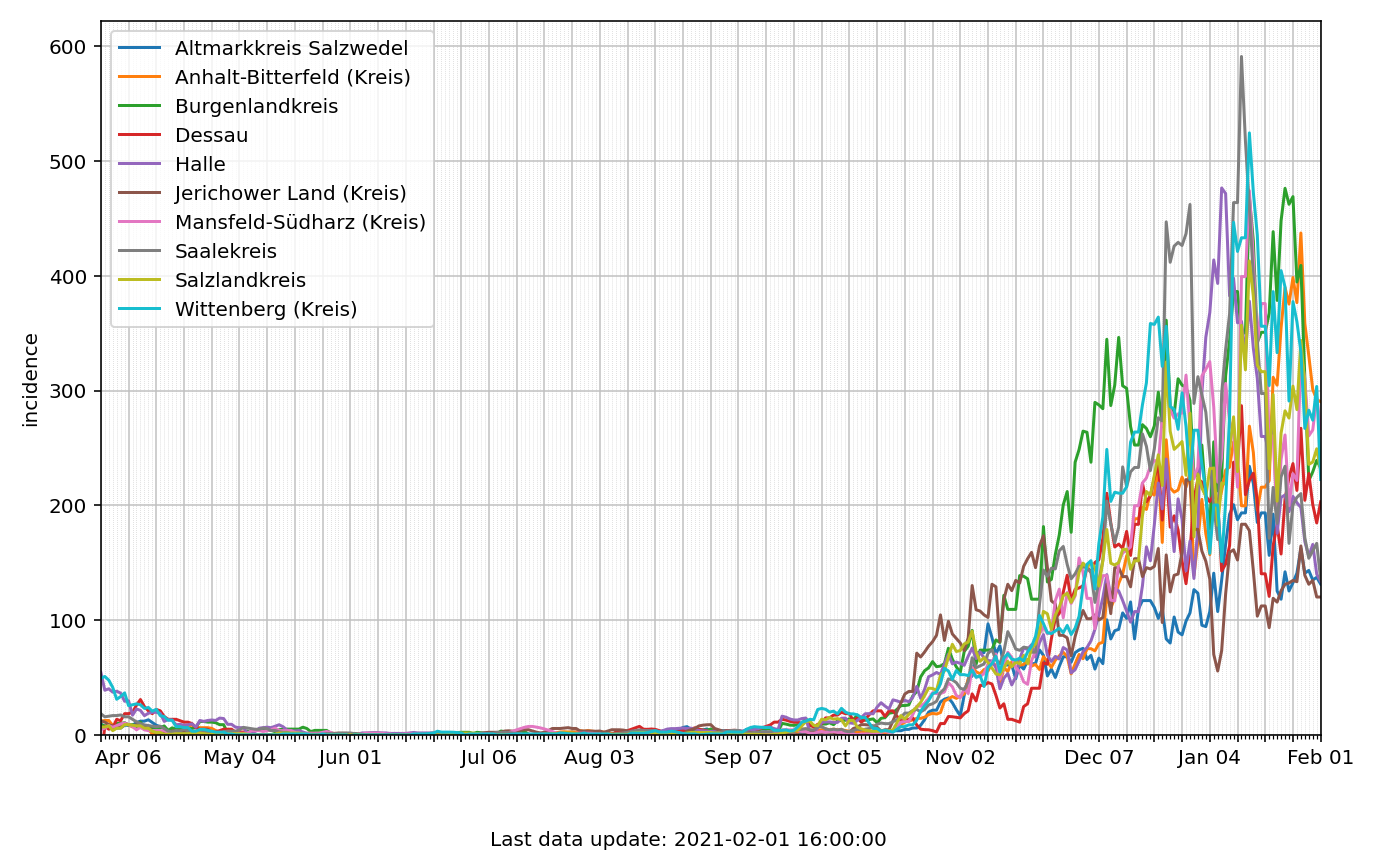 600
500
400
300
200
100
0
incidence
Altmarkkreis Salzwedel
Anhalt-Bitterfeld (Kreis)
Burgenlandkreis
Dessau
Halle
Jerichower Land (Kreis)
Mansfeld-Südharz (Kreis)
Saalekreis
Salzlandkreis
Wittenberg (Kreis)
Apr 06 May 04 Jun 01 Jul 06 Aug 03 Sep 07 Oct 05 Nov 02 Dec 07 Jan 04 Feb 01
Last data update: 2021-02-01 16:00:00